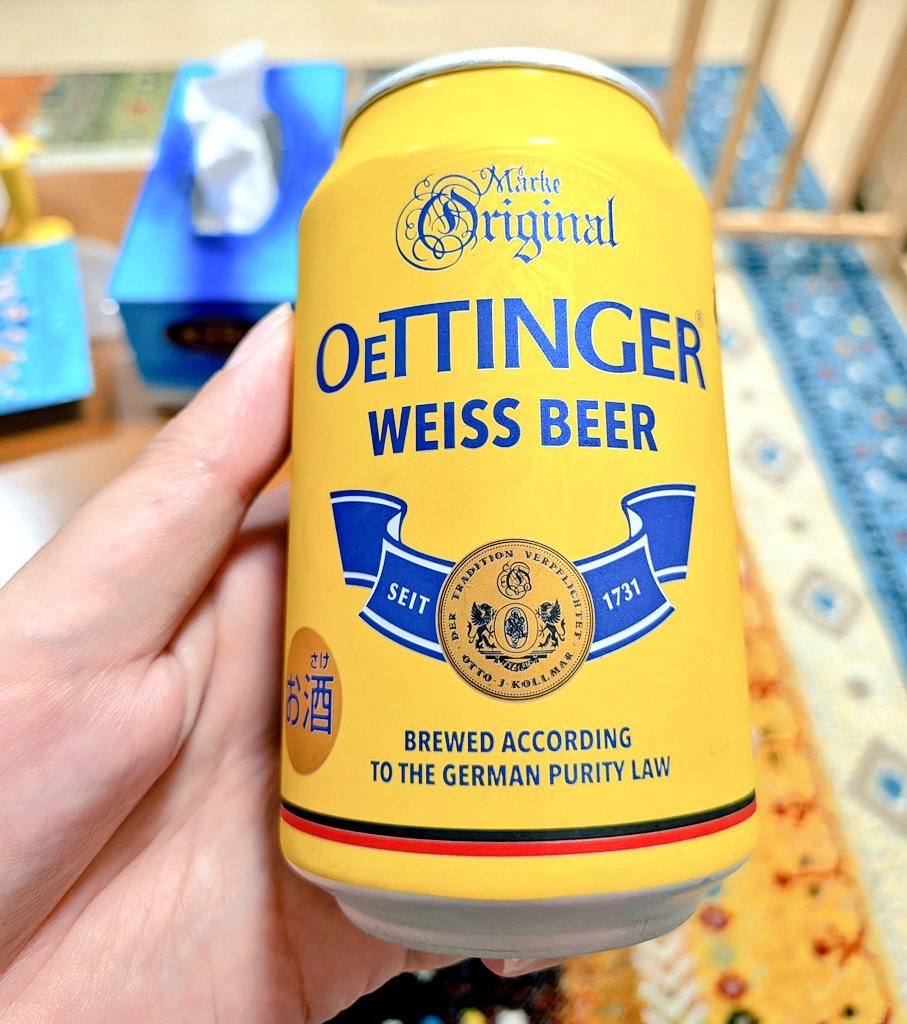 Marke
Original
OETTINGER®
WEISS BEER
SEIT
1731
DER TRADITION VERPFLICHTET
OTTO·J·KOLLMAR
さけ
お酒
BREWED ACCORDING
TO THE GERMAN PURITY LAW